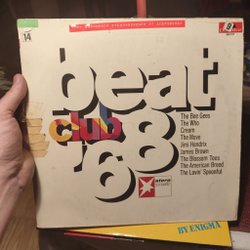 14
beat
club
'68
The Bee Gees
The Who
Cream
The Move
Jimi Hendrix
James Brown
The Blossom Toes
The American Breed
The Lovin' Spoonful
stern
BY ENIGMA